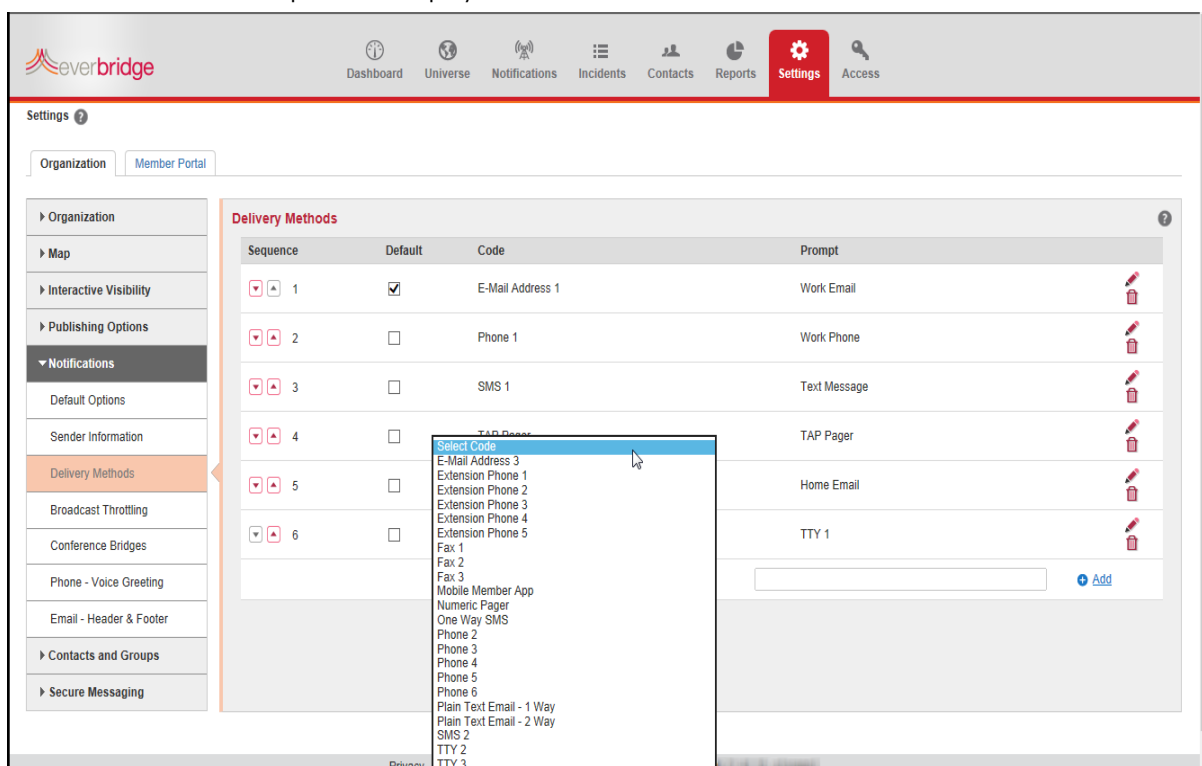 everbridge
Dashboard Universe Notifications Incidents Contacts Reports Settings Access
Settings ?
Organization Member Portal
Organization
Map
Interactive Visibility
Publishing Options
Notifications
Default Options
Sender Information
Delivery Methods
Broadcast Throttling
Conference Bridges
Phone - Voice Greeting
Email - Header & Footer
Contacts and Groups
Secure Messaging
Delivery Methods ?
Sequence Default Code Prompt
1 E-Mail Address 1 Work Email
2 Phone 1 Work Phone
3 SMS 1 Text Message
4 TAP Pager TAP Pager
5 Home Email
6 TTY 1
Add
Select Code
E-Mail Address 3
Extension Phone 1
Extension Phone 2
Extension Phone 3
Extension Phone 4
Extension Phone 5
Fax 1
Fax 2
Fax 3
Mobile Member App
Numeric Pager
One Way SMS
Phone 2
Phone 3
Phone 4
Phone 5
Phone 6
Plain Text Email - 1 Way
Plain Text Email - 2 Way
SMS 2
TTY 2
TTY 3
Privacy